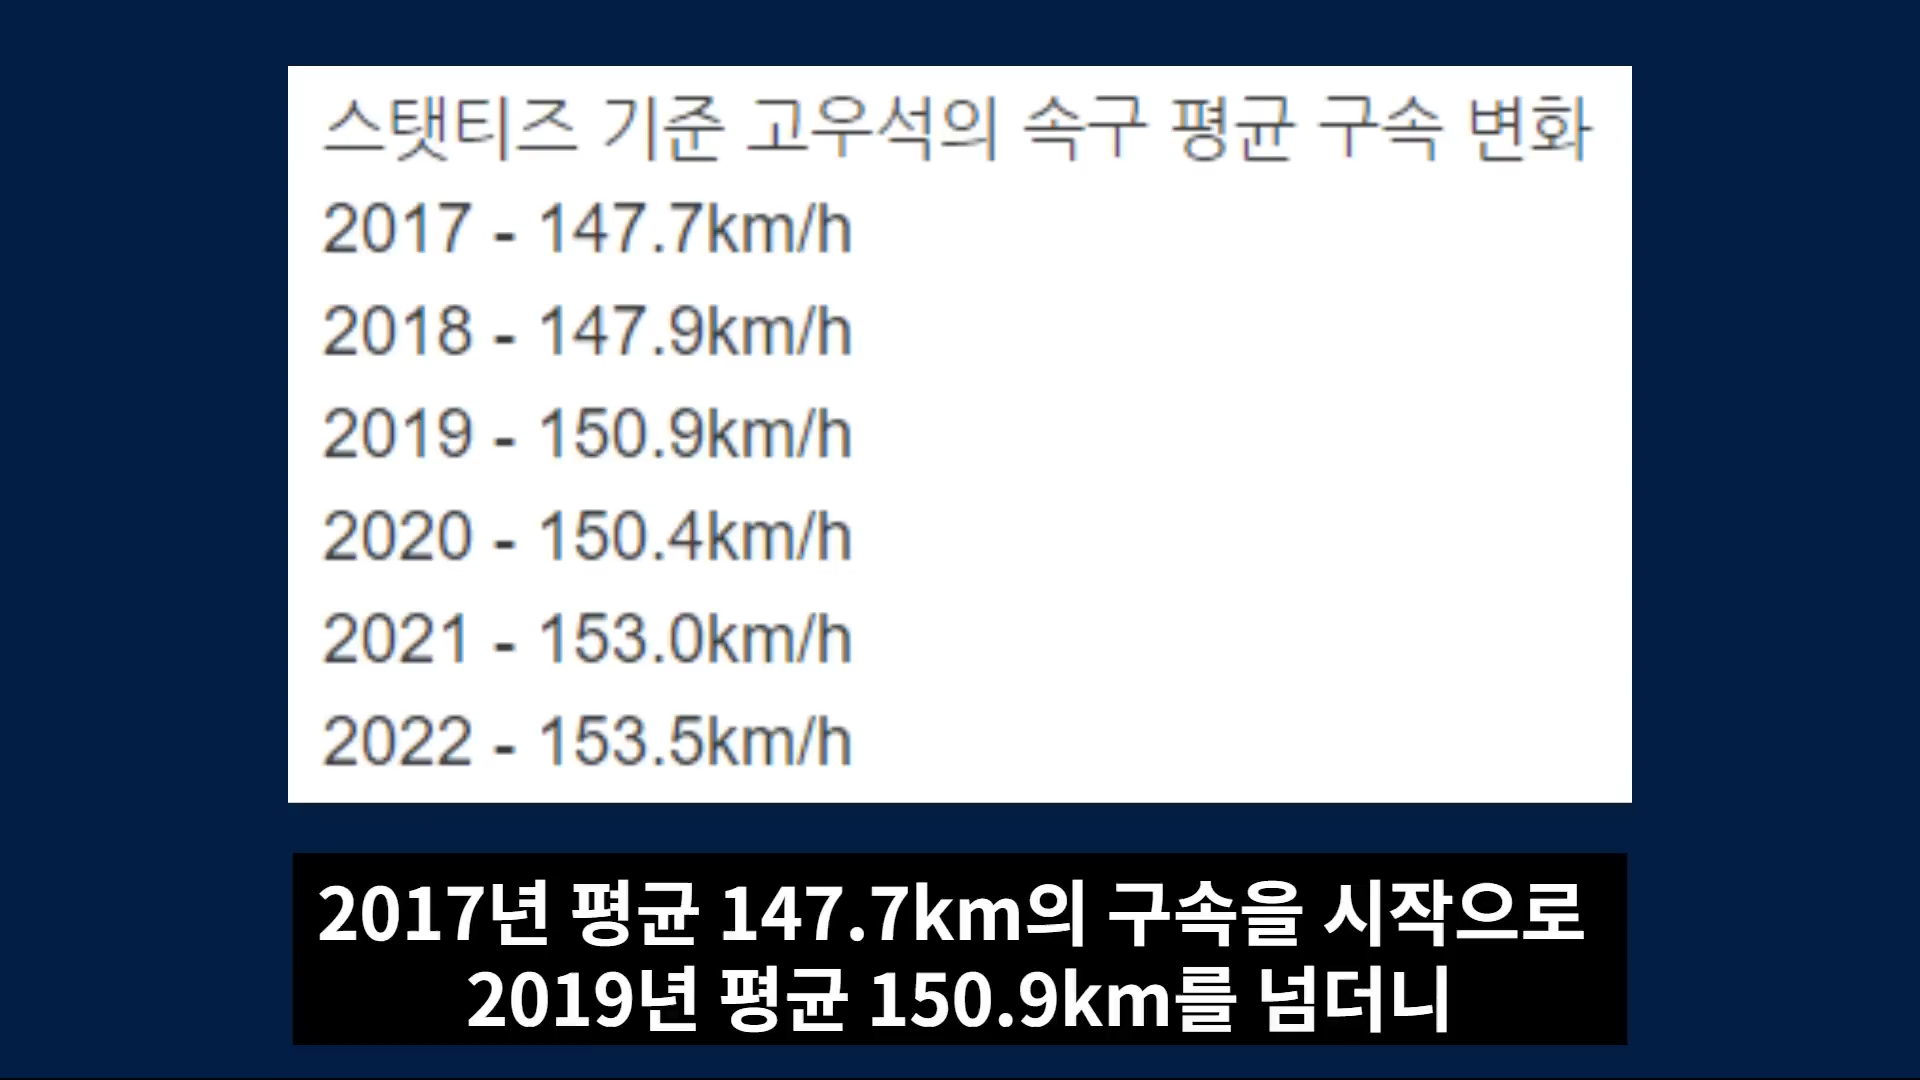 스탯티즈 기준 고우석의 속구 평균 구속 변화
2017 - 147.7km/h
2018 - 147.9km/h
2019 - 150.9km/h
2020 - 150.4km/h
2021 - 153.0km/h
2022 - 153.5km/h
2017년 평균 147.7km의 구속을 시작으로
2019년 평균 150.9km를 넘더니